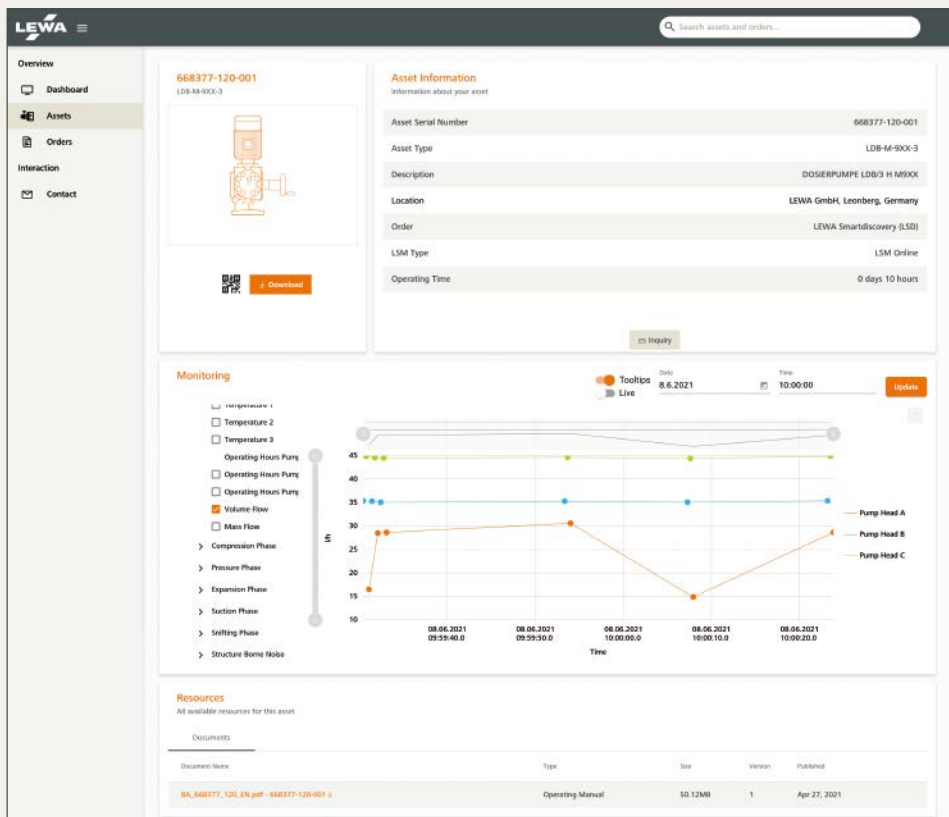 LEWA
Search assets and orders...
Overview
Dashboard
Assets
Orders
Interaction
Contact
668377-120-001
LDB-M-9XX-3
Download
Asset Information
Information about your asset
Asset Serial Number 668377-120-001
Asset Type LDB-M-9XX-3
Description DOSIERPUMPE LDB/3 H M9XX
Location LEWA GmbH, Leonberg, Germany
Order LEWA Smartdiscovery (LSD)
LSM Type LSM Online
Operating Time 0 days 10 hours
Inquiry
Monitoring
Tooltips
Live
Date
8.6.2021
Time
10:00:00
Update
Temperature 1
Temperature 2
Temperature 3
Operating Hours Pump
Operating Hours Pump
Operating Hours Pump
Volume Flow
Mass Flow
Compression Phase
Pressure Phase
Expansion Phase
Suction Phase
Snifting Phase
Structure Borne Noise
l/h
45
40
35
30
25
20
15
10
08.06.2021 08.06.2021 08.06.2021 08.06.2021 08.06.2021
09:59:40.0 09:59:50.0 10:00:00.0 10:00:10.0 10:00:20.0
Time
Pump Head A
Pump Head B
Pump Head C
Resources
All available resources for this asset
Documents
Document Name Type Size Version Published
BA_668377_120_EN.pdf - 668377-120-001 Operating Manual 50.12MB 1 Apr 27, 2021